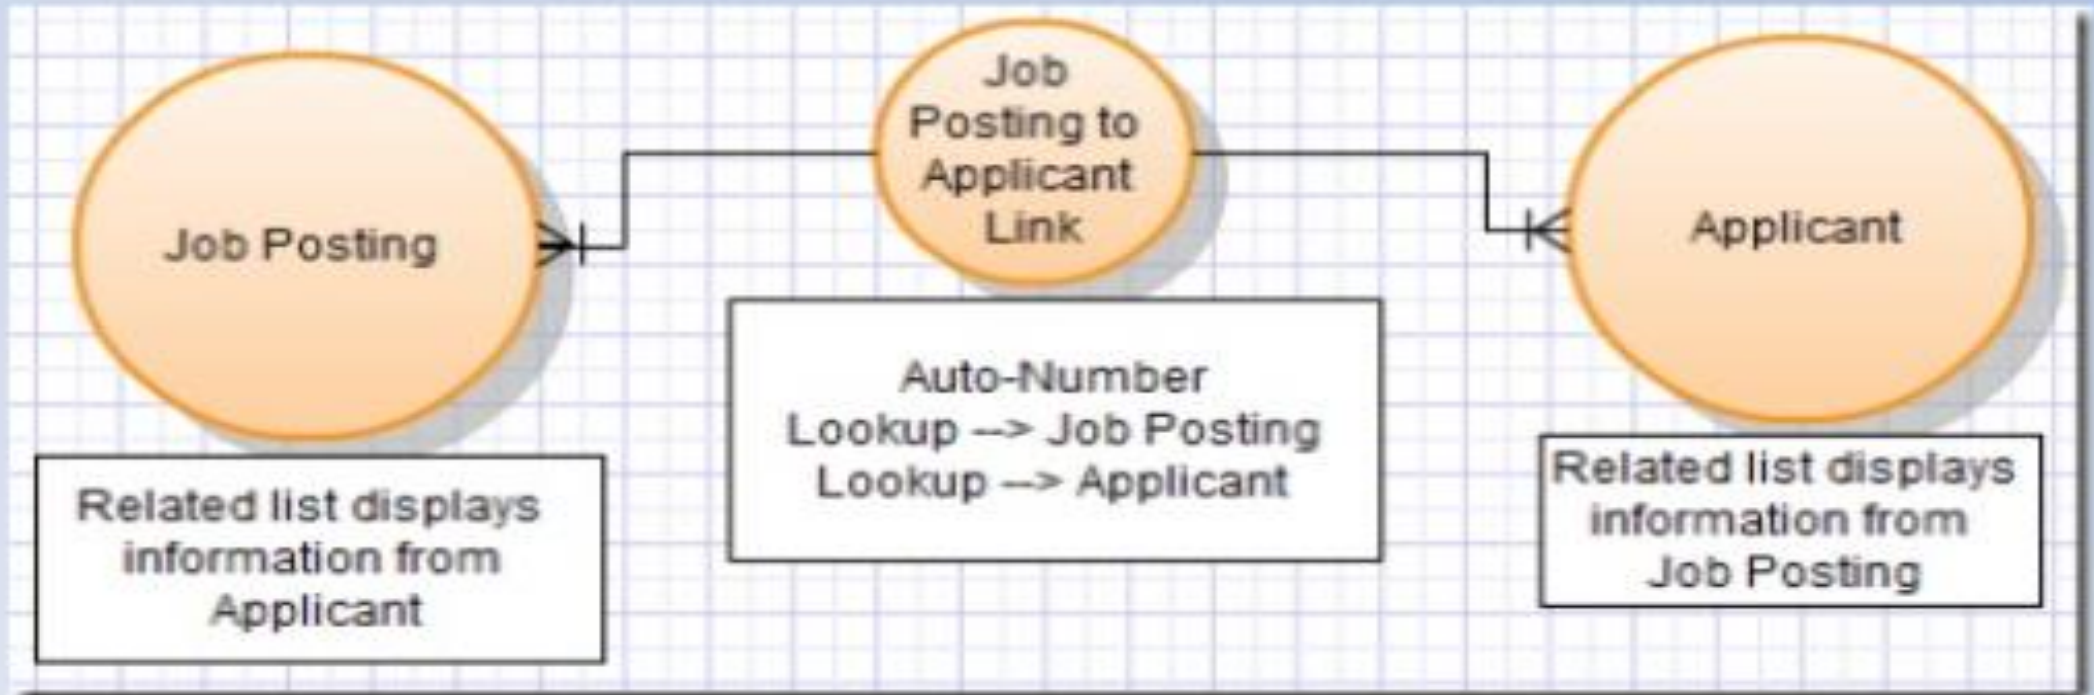 Job Posting
Job
Posting to
Applicant
Link
Applicant
Related list displays
information from
Applicant
Auto-Number
Lookup --> Job Posting
Lookup --> Applicant
Related list displays
information from
Job Posting